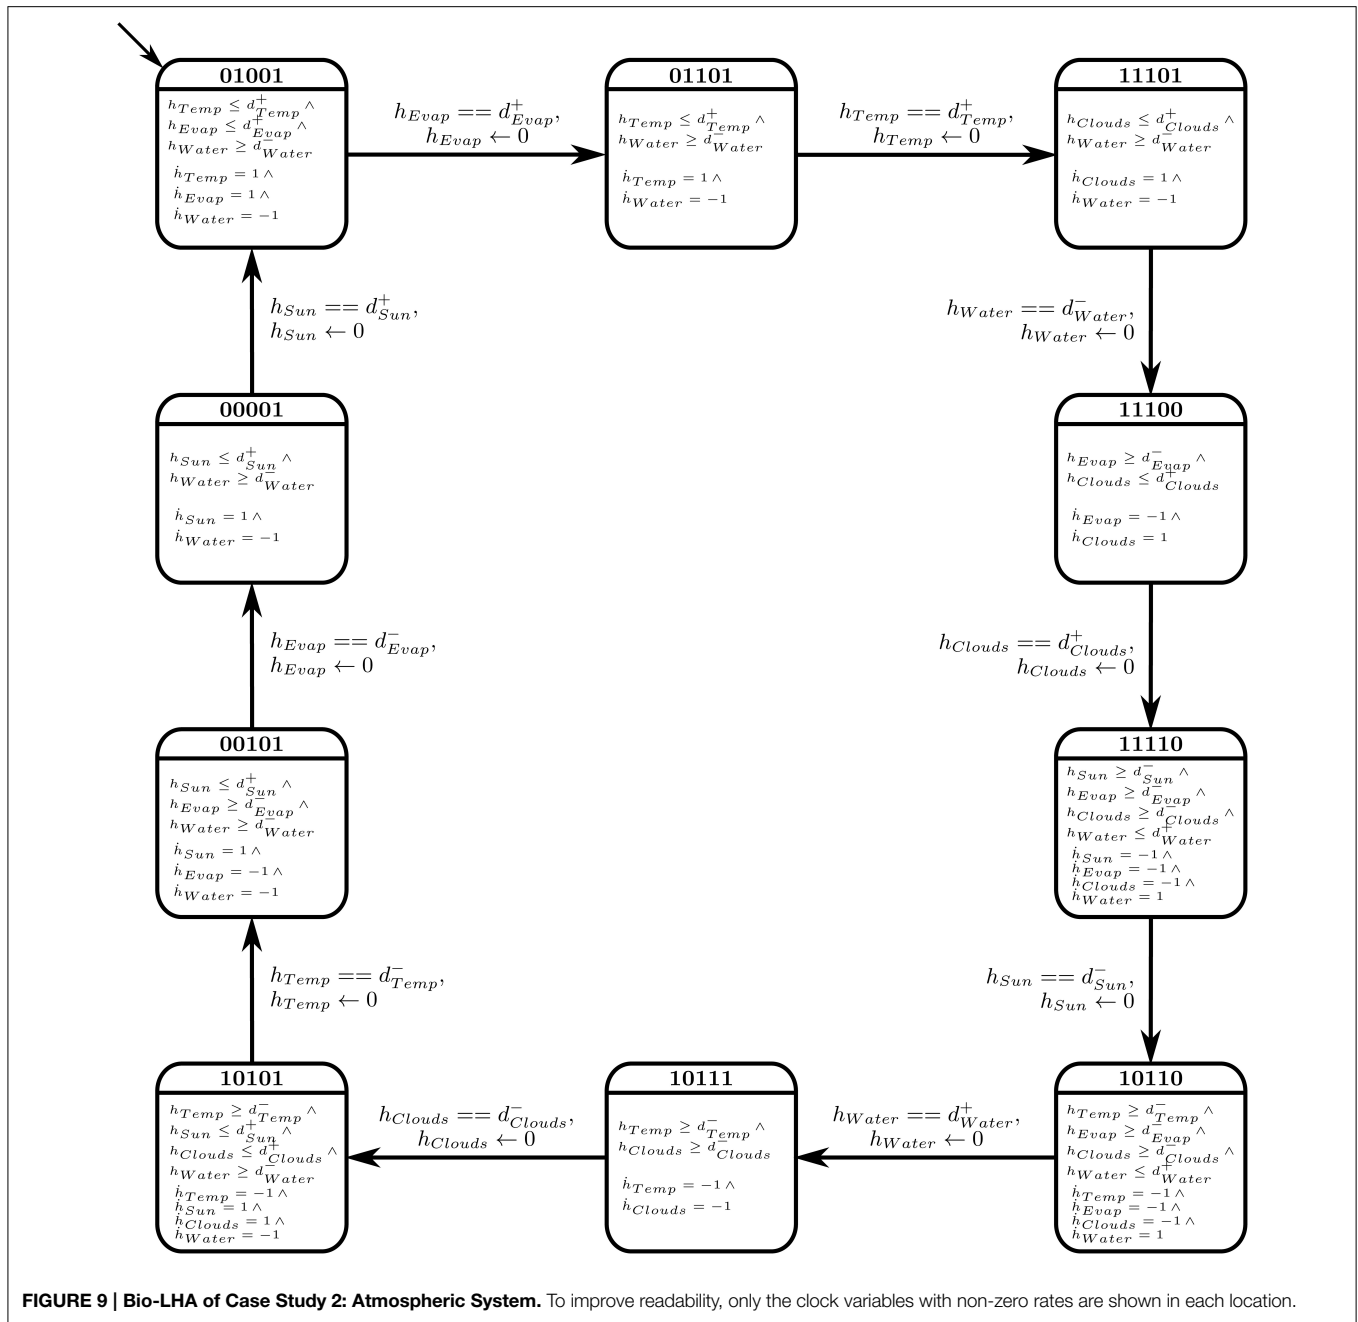 01001
h_Temp ≤ d^+_Temp ∧
h_Evap ≤ d^+_Evap ∧
h_Water ≥ d^-_Water
ḣ_Temp = 1 ∧
ḣ_Evap = 1 ∧
ḣ_Water = −1
h_Evap == d^+_Evap,
h_Evap ← 0
01101
h_Temp ≤ d^+_Temp ∧
h_Water ≥ d^-_Water
ḣ_Temp = 1 ∧
ḣ_Water = −1
h_Temp == d^+_Temp,
h_Temp ← 0
11101
h_Clouds ≤ d^+_Clouds ∧
h_Water ≥ d^-_Water
ḣ_Clouds = 1 ∧
ḣ_Water = −1
h_Sun == d^+_Sun,
h_Sun ← 0
h_Water == d^-_Water,
h_Water ← 0
00001
h_Sun ≤ d^+_Sun ∧
h_Water ≥ d^-_Water
ḣ_Sun = 1 ∧
ḣ_Water = −1
11100
h_Evap ≥ d^-_Evap ∧
h_Clouds ≤ d^+_Clouds
ḣ_Evap = −1 ∧
ḣ_Clouds = 1
h_Evap == d^-_Evap,
h_Evap ← 0
h_Clouds == d^+_Clouds,
h_Clouds ← 0
00101
h_Sun ≤ d^+_Sun ∧
h_Evap ≥ d^-_Evap ∧
h_Water ≥ d^-_Water
ḣ_Sun = 1 ∧
ḣ_Evap = −1 ∧
ḣ_Water = −1
11110
h_Sun ≥ d^-_Sun ∧
h_Evap ≥ d^-_Evap ∧
h_Clouds ≥ d^-_Clouds ∧
h_Water ≤ d^+_Water
ḣ_Sun = −1 ∧
ḣ_Evap = −1 ∧
ḣ_Clouds = −1 ∧
ḣ_Water = 1
h_Temp == d^-_Temp,
h_Temp ← 0
h_Sun == d^-_Sun,
h_Sun ← 0
10101
h_Temp ≥ d^-_Temp ∧
h_Sun ≤ d^+_Sun ∧
h_Clouds ≤ d^+_Clouds ∧
h_Water ≥ d^-_Water
ḣ_Temp = −1 ∧
ḣ_Sun = 1 ∧
ḣ_Clouds = 1 ∧
ḣ_Water = −1
h_Clouds == d^-_Clouds,
h_Clouds ← 0
10111
h_Temp ≥ d^-_Temp ∧
h_Clouds ≥ d^-_Clouds
ḣ_Temp = −1 ∧
ḣ_Clouds = −1
h_Water == d^+_Water,
h_Water ← 0
10110
h_Temp ≥ d^-_Temp ∧
h_Evap ≥ d^-_Evap ∧
h_Clouds ≥ d^-_Clouds ∧
h_Water ≤ d^+_Water
ḣ_Temp = −1 ∧
ḣ_Evap = −1 ∧
ḣ_Clouds = −1 ∧
ḣ_Water = 1
FIGURE 9 | Bio-LHA of Case Study 2: Atmospheric System. To improve readability, only the clock variables with non-zero rates are shown in each location.